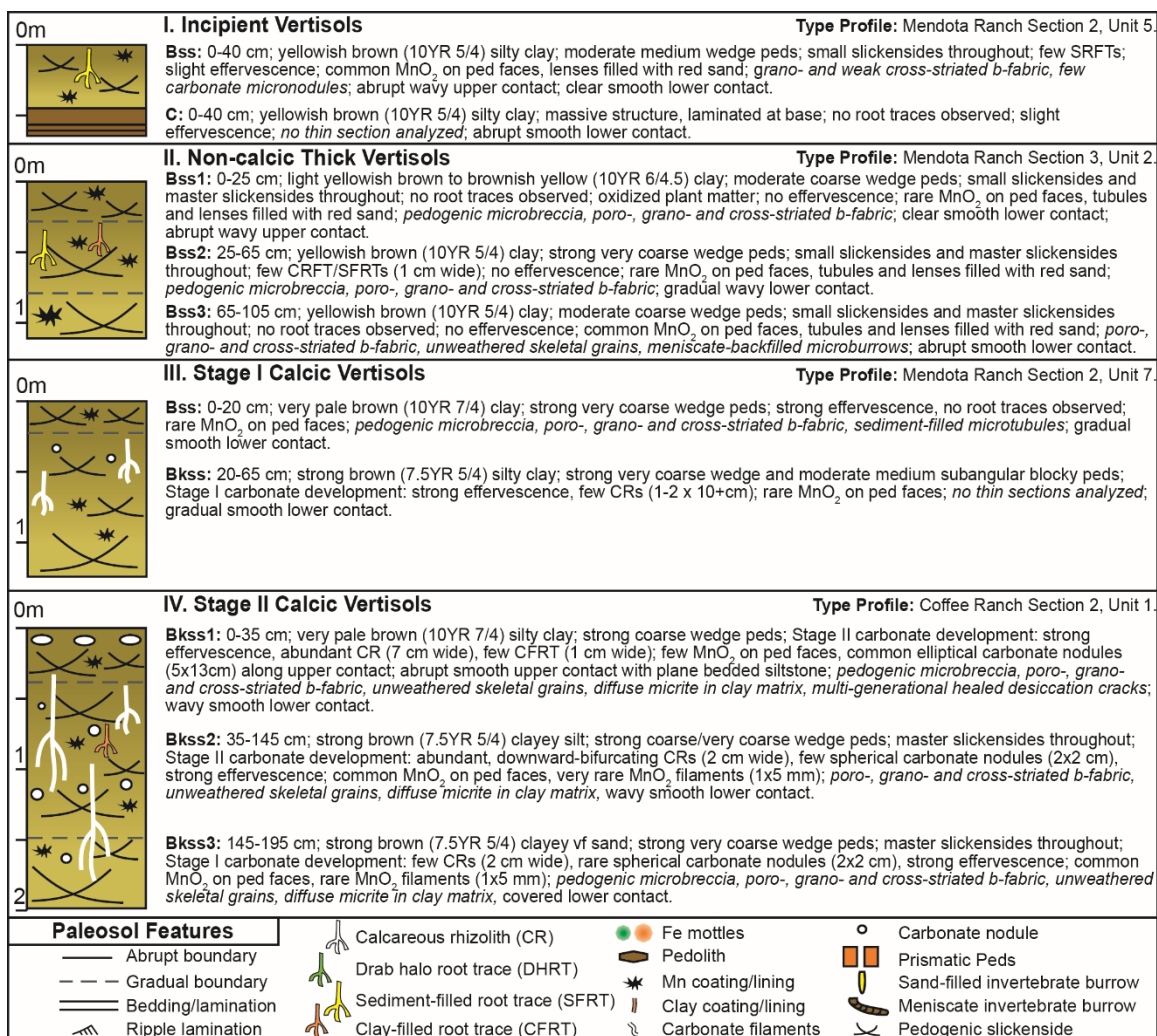 0m
I. Incipient Vertisols
Type Profile: Mendota Ranch Section 2, Unit 5.
Bss: 0-40 cm; yellowish brown (10YR 5/4) silty clay; moderate medium wedge peds; small slickensides throughout; few SRFTs;
slight effervescence; common MnO2 on ped faces, lenses filled with red sand; grano- and weak cross-striated b-fabric, few
carbonate micronodules; abrupt wavy upper contact; clear smooth lower contact.
C: 0-40 cm; yellowish brown (10YR 5/4) silty clay; massive structure, laminated at base; no root traces observed; slight
effervescence; no thin section analyzed; abrupt smooth lower contact.
0m
II. Non-calcic Thick Vertisols
Type Profile: Mendota Ranch Section 3, Unit 2.
Bss1: 0-25 cm; light yellowish brown to brownish yellow (10YR 6/4.5) clay; moderate coarse wedge peds; small slickensides and
master slickensides throughout; no root traces observed; oxidized plant matter; no effervescence; rare MnO2 on ped faces, tubules
and lenses filled with red sand; pedogenic microbreccia, poro-, grano- and cross-striated b-fabric; clear smooth lower contact;
abrupt wavy upper contact.
Bss2: 25-65 cm; yellowish brown (10YR 5/4) clay; strong very coarse wedge peds; small slickensides and master slickensides
throughout; few CRFT/SFRTs (1 cm wide); no effervescence; rare MnO2 on ped faces, tubules and lenses filled with red sand;
pedogenic microbreccia, poro-, grano- and cross-striated b-fabric; gradual wavy lower contact.
1
Bss3: 65-105 cm; yellowish brown (10YR 5/4) clay; moderate coarse wedge peds; small slickensides and master slickensides
throughout; no root traces observed; no effervescence; common MnO2 on ped faces, tubules and lenses filled with red sand; poro-,
grano- and cross-striated b-fabric, unweathered skeletal grains, meniscate-backfilled microburrows; abrupt smooth lower contact.
0m
III. Stage I Calcic Vertisols
Type Profile: Mendota Ranch Section 2, Unit 7.
Bss: 0-20 cm; very pale brown (10YR 7/4) clay; strong very coarse wedge peds; strong effervescence, no root traces observed;
rare MnO2 on ped faces; pedogenic microbreccia, poro-, grano- and cross-striated b-fabric, sediment-filled microtubules; gradual
smooth lower contact.
Bkss: 20-65 cm; strong brown (7.5YR 5/4) silty clay; strong very coarse wedge and moderate medium subangular blocky peds;
Stage I carbonate development: strong effervescence, few CRs (1-2 x 10+cm); rare MnO2 on ped faces; no thin sections analyzed;
gradual smooth lower contact.
1
0m
IV. Stage II Calcic Vertisols
Type Profile: Coffee Ranch Section 2, Unit 1.
Bkss1: 0-35 cm; very pale brown (10YR 7/4) silty clay; strong coarse wedge peds; Stage II carbonate development: strong
effervescence, abundant CR (7 cm wide), few CFRT (1 cm wide); few MnO2 on ped faces, common elliptical carbonate nodules
(5x13cm) along upper contact; abrupt smooth upper contact with plane bedded siltstone; pedogenic microbreccia, poro-, grano-
and cross-striated b-fabric, unweathered skeletal grains, diffuse micrite in clay matrix, multi-generational healed desiccation cracks;
wavy smooth lower contact.
1
Bkss2: 35-145 cm; strong brown (7.5YR 5/4) clayey silt; strong coarse/very coarse wedge peds; master slickensides throughout;
Stage II carbonate development: abundant, downward-bifurcating CRs (2 cm wide), few spherical carbonate nodules (2x2 cm),
strong effervescence; common MnO2 on ped faces, very rare MnO2 filaments (1x5 mm); poro-, grano- and cross-striated b-fabric,
unweathered skeletal grains, diffuse micrite in clay matrix, wavy smooth lower contact.
Bkss3: 145-195 cm; strong brown (7.5YR 5/4) clayey vf sand; strong very coarse wedge peds; master slickensides throughout;
Stage I carbonate development: few CRs (2 cm wide), rare spherical carbonate nodules (2x2 cm), strong effervescence; common
MnO2 on ped faces, rare MnO2 filaments (1x5 mm); pedogenic microbreccia, poro-, grano- and cross-striated b-fabric, unweathered
skeletal grains, diffuse micrite in clay matrix, covered lower contact.
2
Paleosol Features
Abrupt boundary
Gradual boundary
Bedding/lamination
Ripple lamination
Calcareous rhizolith (CR)
Drab halo root trace (DHRT)
Sediment-filled root trace (SFRT)
Clay-filled root trace (CFRT)
Fe mottles
Pedolith
Mn coating/lining
Clay coating/lining
Carbonate filaments
Carbonate nodule
Prismatic Peds
Sand-filled invertebrate burrow
Meniscate invertebrate burrow
Pedogenic slickenside